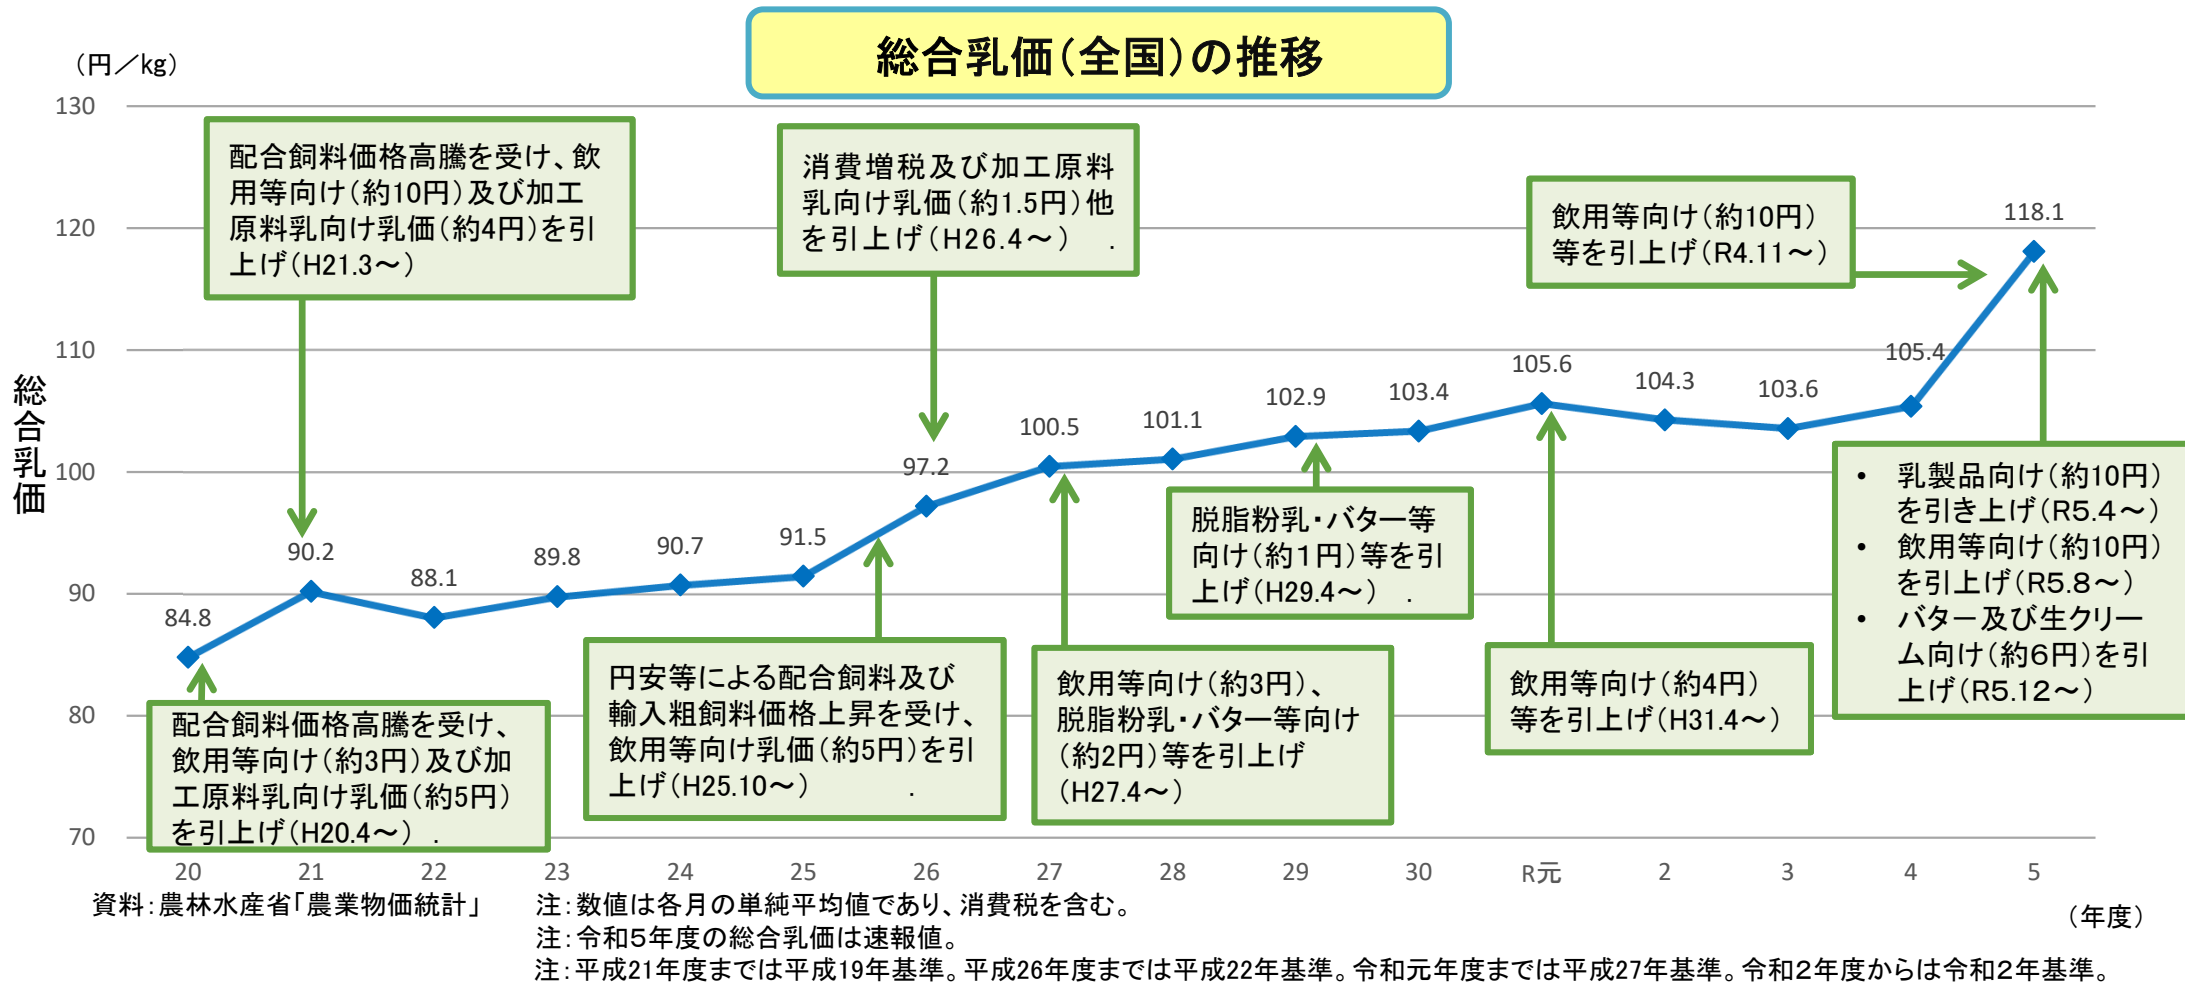 総合乳価(全国)の推移
(円/kg)
130
120
110
100
90
80
70
総合乳価
配合飼料価格高騰を受け、飲
用等向け(約10円)及び加工
原料乳向け乳価(約4円)を引
上げ(H21.3~)
消費増税及び加工原料
乳向け乳価(約1.5円)他
を引上げ(H26.4~) .
飲用等向け(約10円)
等を引上げ(R4.11~)
84.8
90.2
88.1
89.8
90.7
91.5
97.2
100.5
101.1
102.9
103.4
105.6
104.3
103.6
105.4
118.1
配合飼料価格高騰を受け、
飲用等向け(約3円)及び加
工原料乳向け乳価(約5円)
を引上げ(H20.4~) .
円安等による配合飼料及び
輸入粗飼料価格上昇を受け、
飲用等向け乳価(約5円)を引
上げ(H25.10~) .
飲用等向け(約3円)、
脱脂粉乳・バター等向け
(約2円)等を引上げ
(H27.4~)
脱脂粉乳・バター等
向け(約1円)等を引
上げ(H29.4~) .
飲用等向け(約4円)
等を引上げ(H31.4~)
• 乳製品向け(約10円)
を引き上げ(R5.4~)
• 飲用等向け(約10円)
を引上げ(R5.8~)
• バター及び生クリー
ム向け(約6円)を引
上げ(R5.12~)
20 21 22 23 24 25 26 27 28 29 30 R元 2 3 4 5
(年度)
資料:農林水産省「農業物価統計」
注:数値は各月の単純平均値であり、消費税を含む。
注:令和5年度の総合乳価は速報値。
注:平成21年度までは平成19年基準。平成26年度までは平成22年基準。令和元年度までは平成27年基準。令和2年度からは令和2年基準。